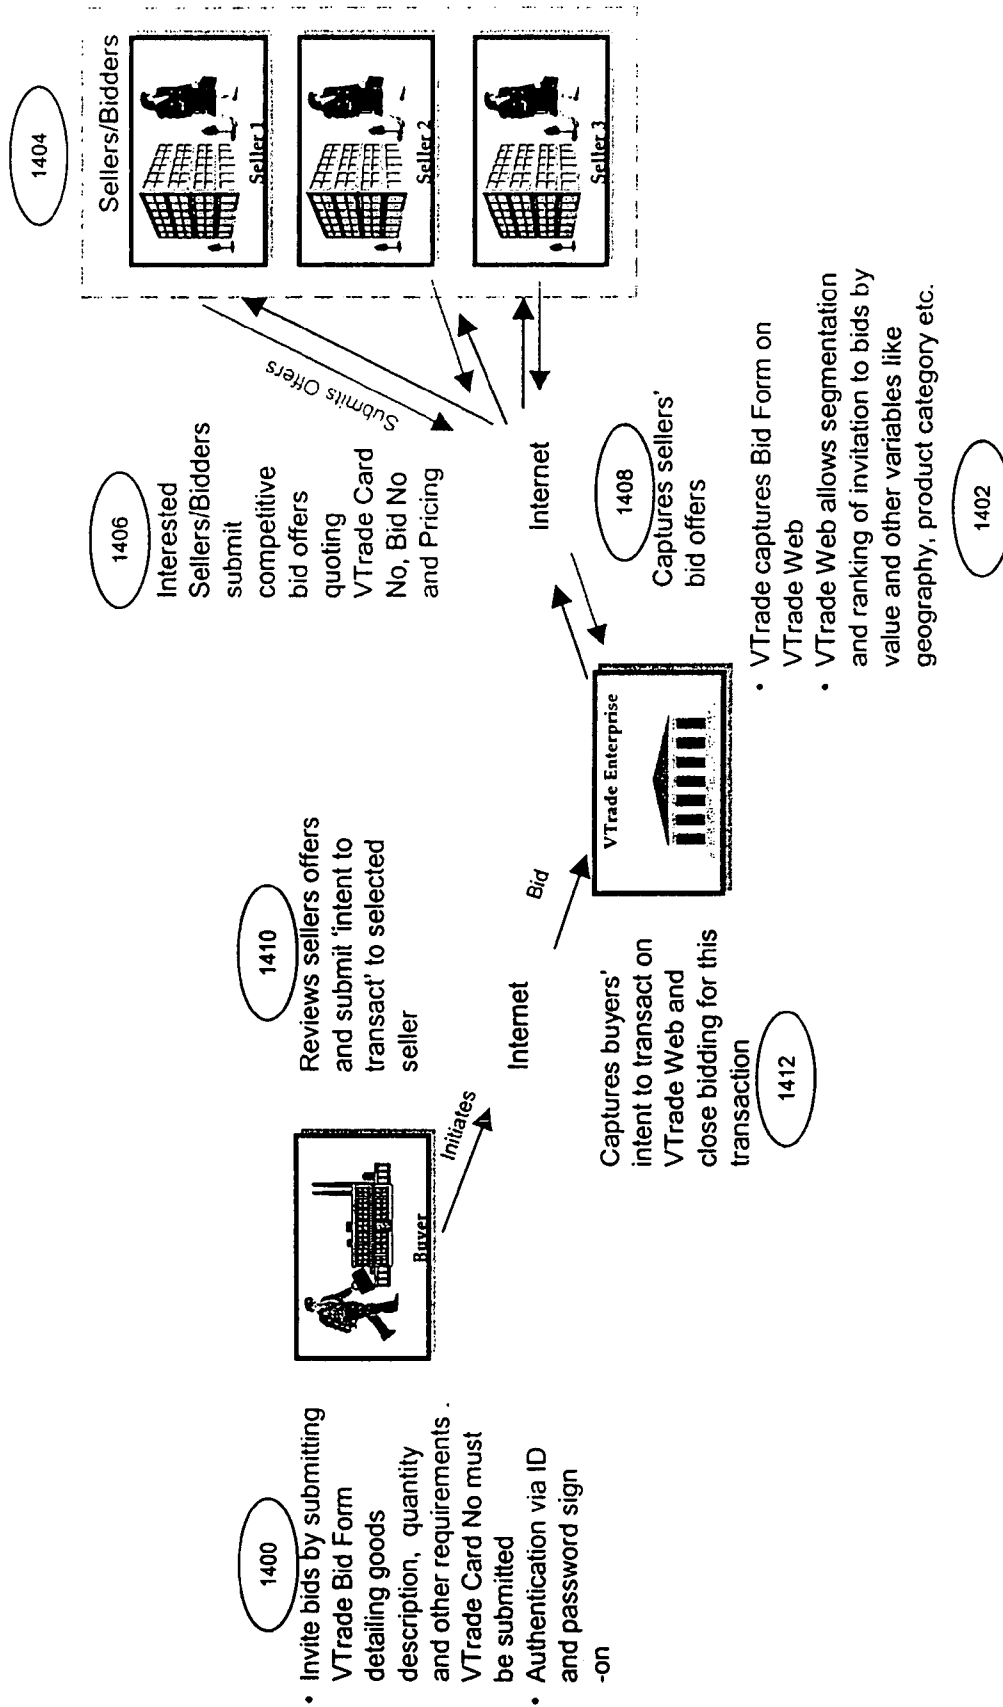 1400
• Invite bids by submitting
VTrade Bid Form
detailing goods
description, quantity
and other requirements .
VTrade Card No must
be submitted
• Authentication via ID
and password sign
-on
Buyer
Initiates
Internet
1410
Reviews sellers offers
and submit 'intent to
transact' to selected
seller
Bid
VTrade Enterprise
Captures buyers'
intent to transact on
VTrade Web and
close bidding for this
transaction
1412
1406
Interested
Sellers/Bidders
submit
competitive
bid offers
quoting
VTrade Card
No, Bid No
and Pricing
Submits Offers
Internet
1408
Captures sellers'
bid offers
• VTrade captures Bid Form on
VTrade Web
• VTrade Web allows segmentation
and ranking of invitation to bids by
value and other variables like
geography, product category etc.
1402
1404
Sellers/Bidders
Seller 1
Seller 2
Seller 3